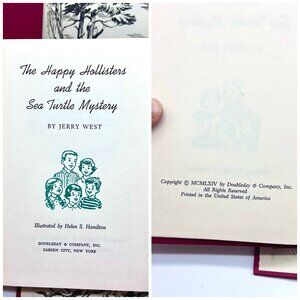 The Happy Hollisters
and the
Sea Turtle Mystery
BY JERRY WEST
Illustrated by Helen S. Hamilton
DOUBLEDAY & COMPANY, INC.
GARDEN CITY, NEW YORK
Copyright © MCMLXIV by Doubleday & Company, Inc.
All Rights Reserved
Printed in the United States of America